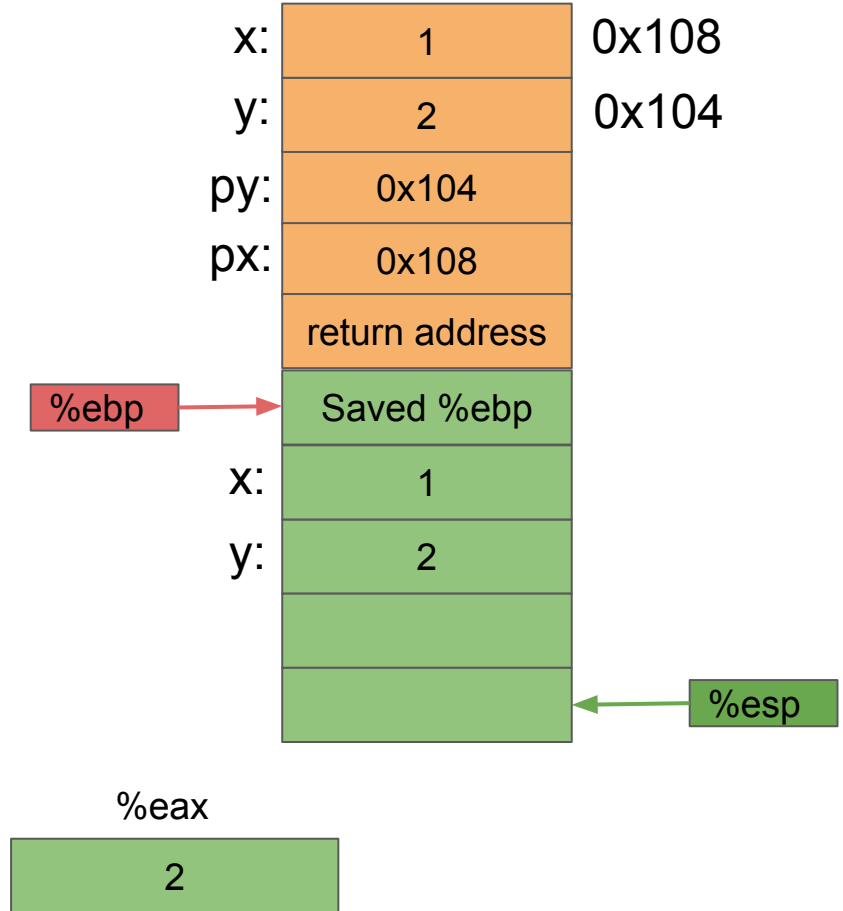 x: 1 0x108
y: 2 0x104
py: 0x104
px: 0x108
return address
%ebp Saved %ebp
x: 1
y: 2
%esp
%eax
2